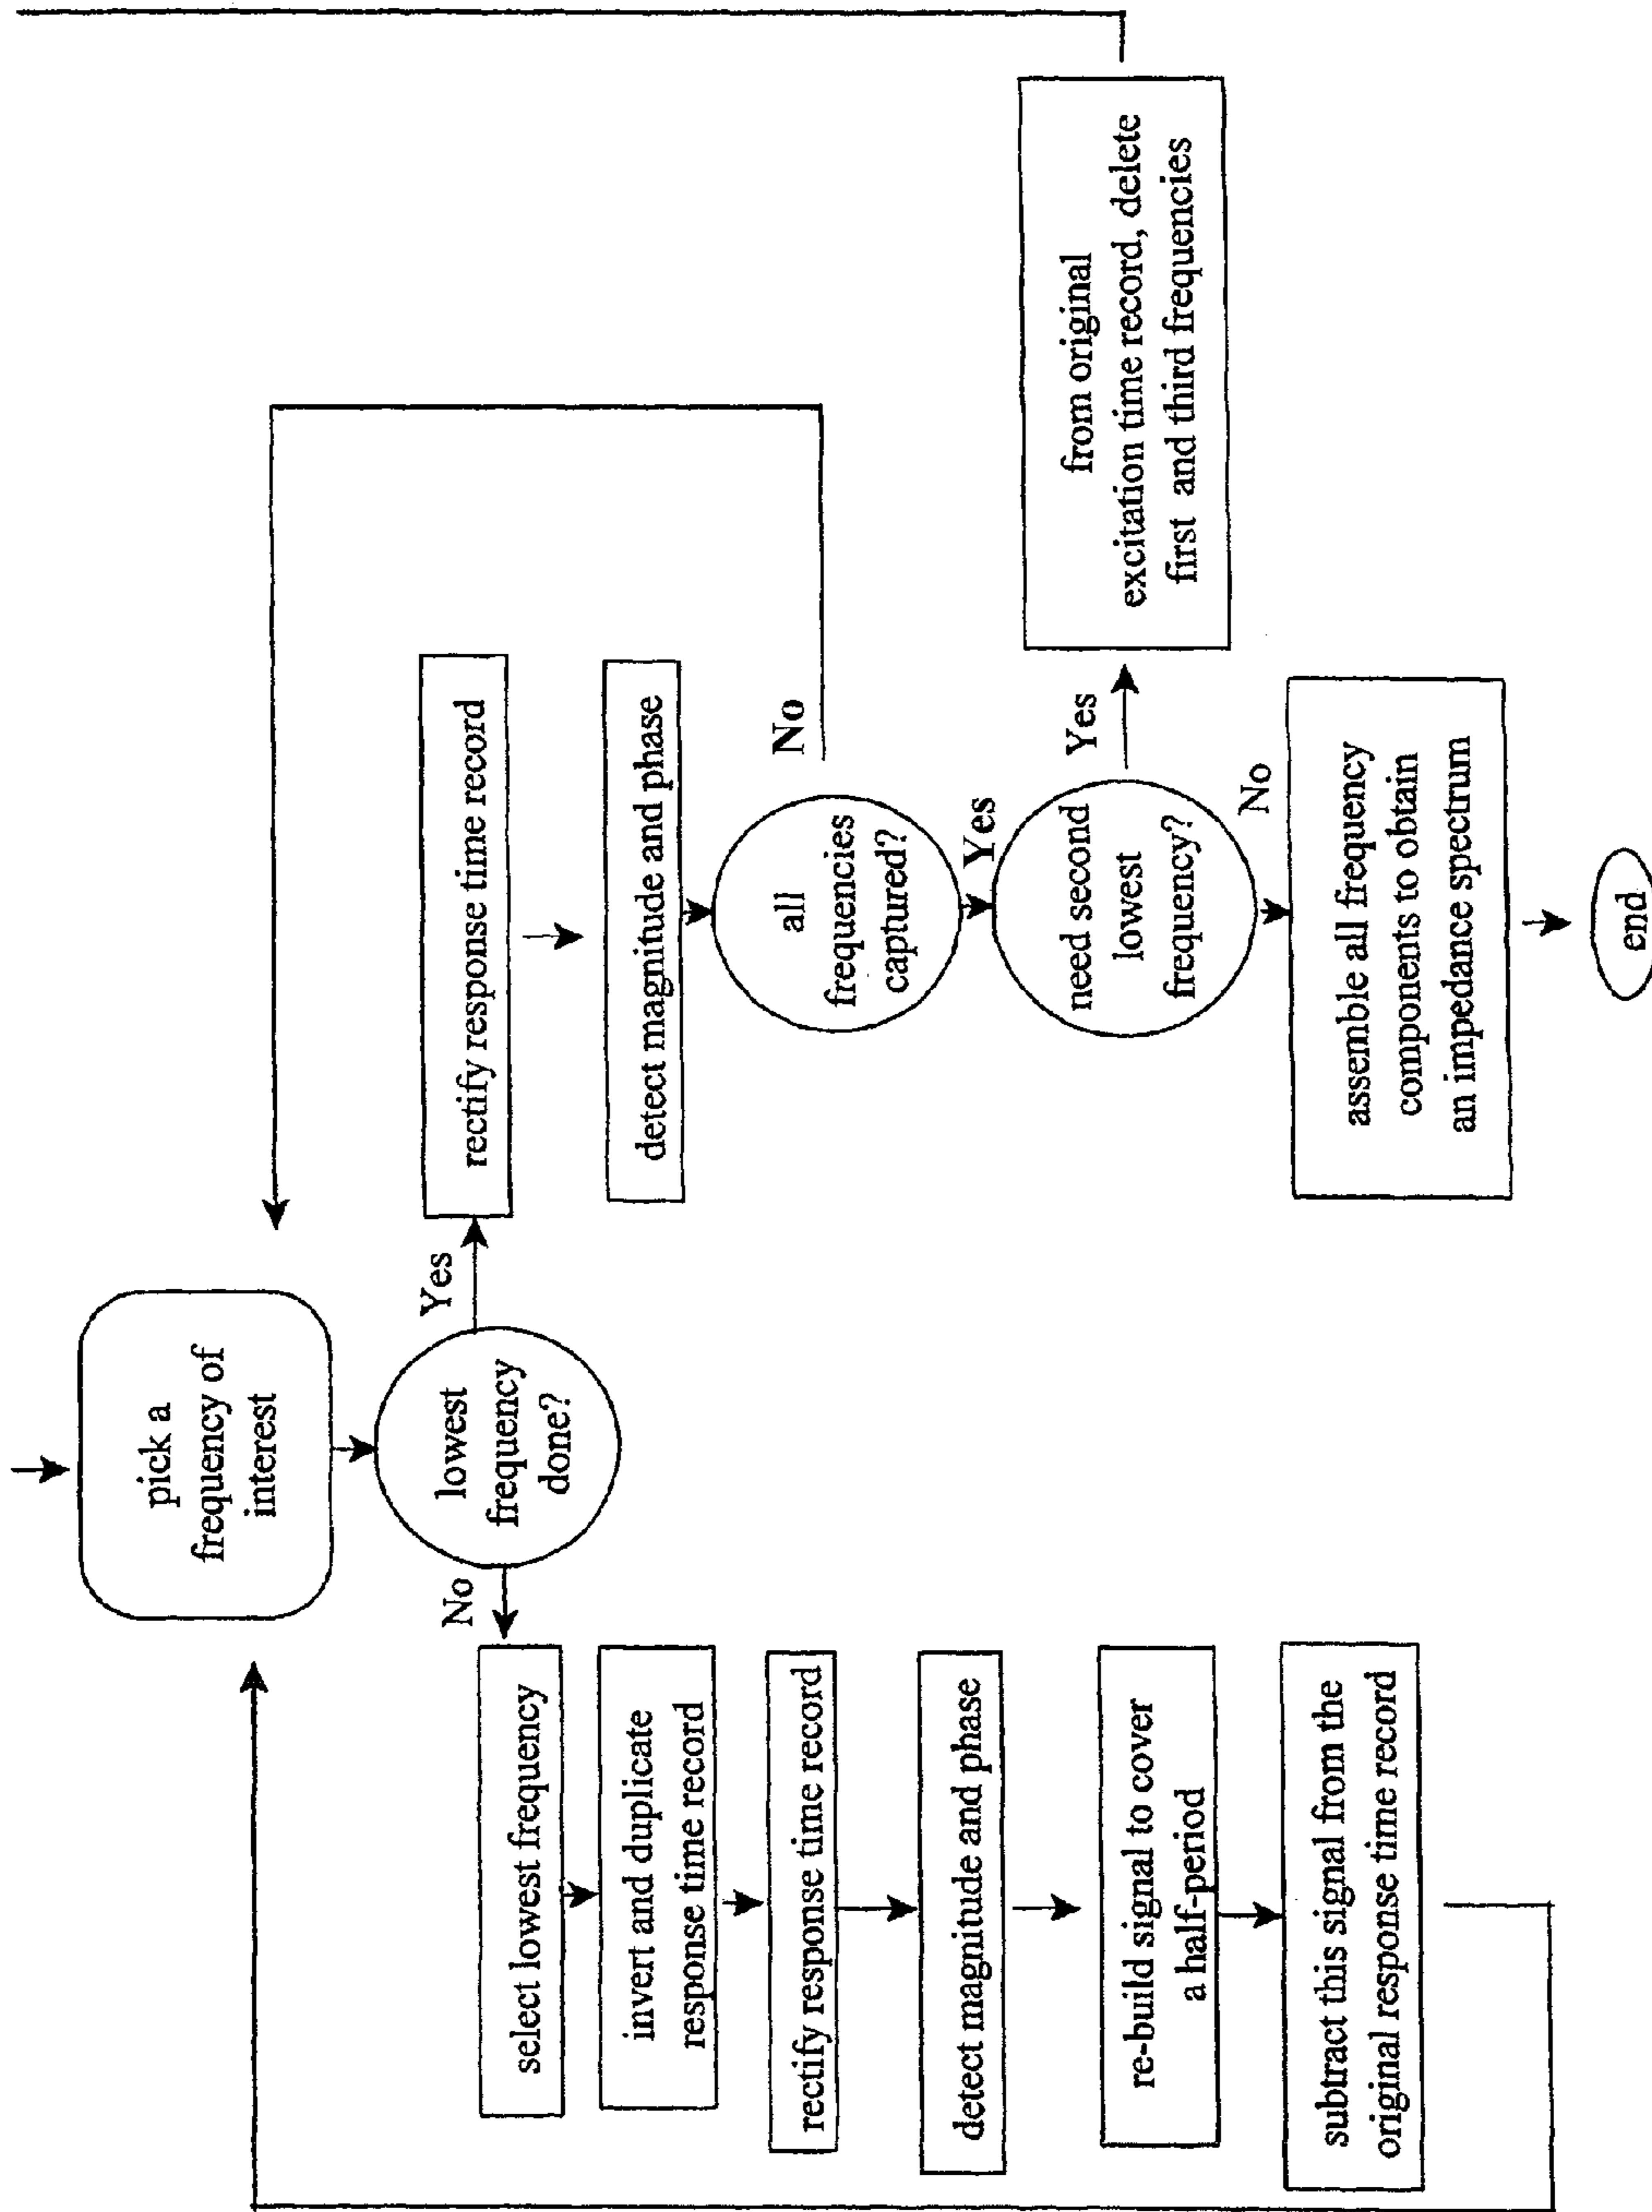 pick a
frequency of
interest
lowest
frequency
done?
No
select lowest frequency
invert and duplicate
response time record
rectify response time record
detect magnitude and phase
re-build signal to cover
a half-period
subtract this signal from the
original response time record
Yes
rectify response time record
detect magnitude and phase
all
frequencies
captured?
No
Yes
need second
lowest
frequency?
Yes
from original
excitation time record, delete
first and third frequencies
No
assemble all frequency
components to obtain
an impedance spectrum
end